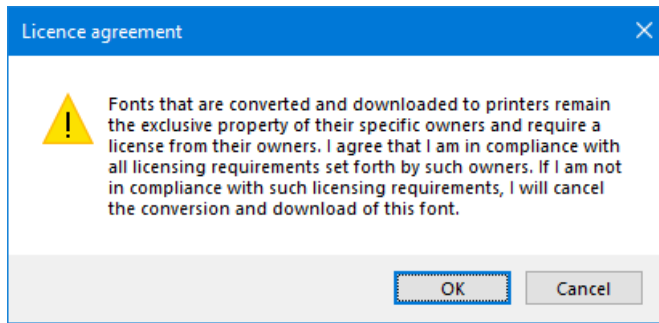 Licence agreement
Fonts that are converted and downloaded to printers remain
the exclusive property of their specific owners and require a
license from their owners. I agree that I am in compliance with
all licensing requirements set forth by such owners. If I am not
in compliance with such licensing requirements, I will cancel
the conversion and download of this font.
OK
Cancel